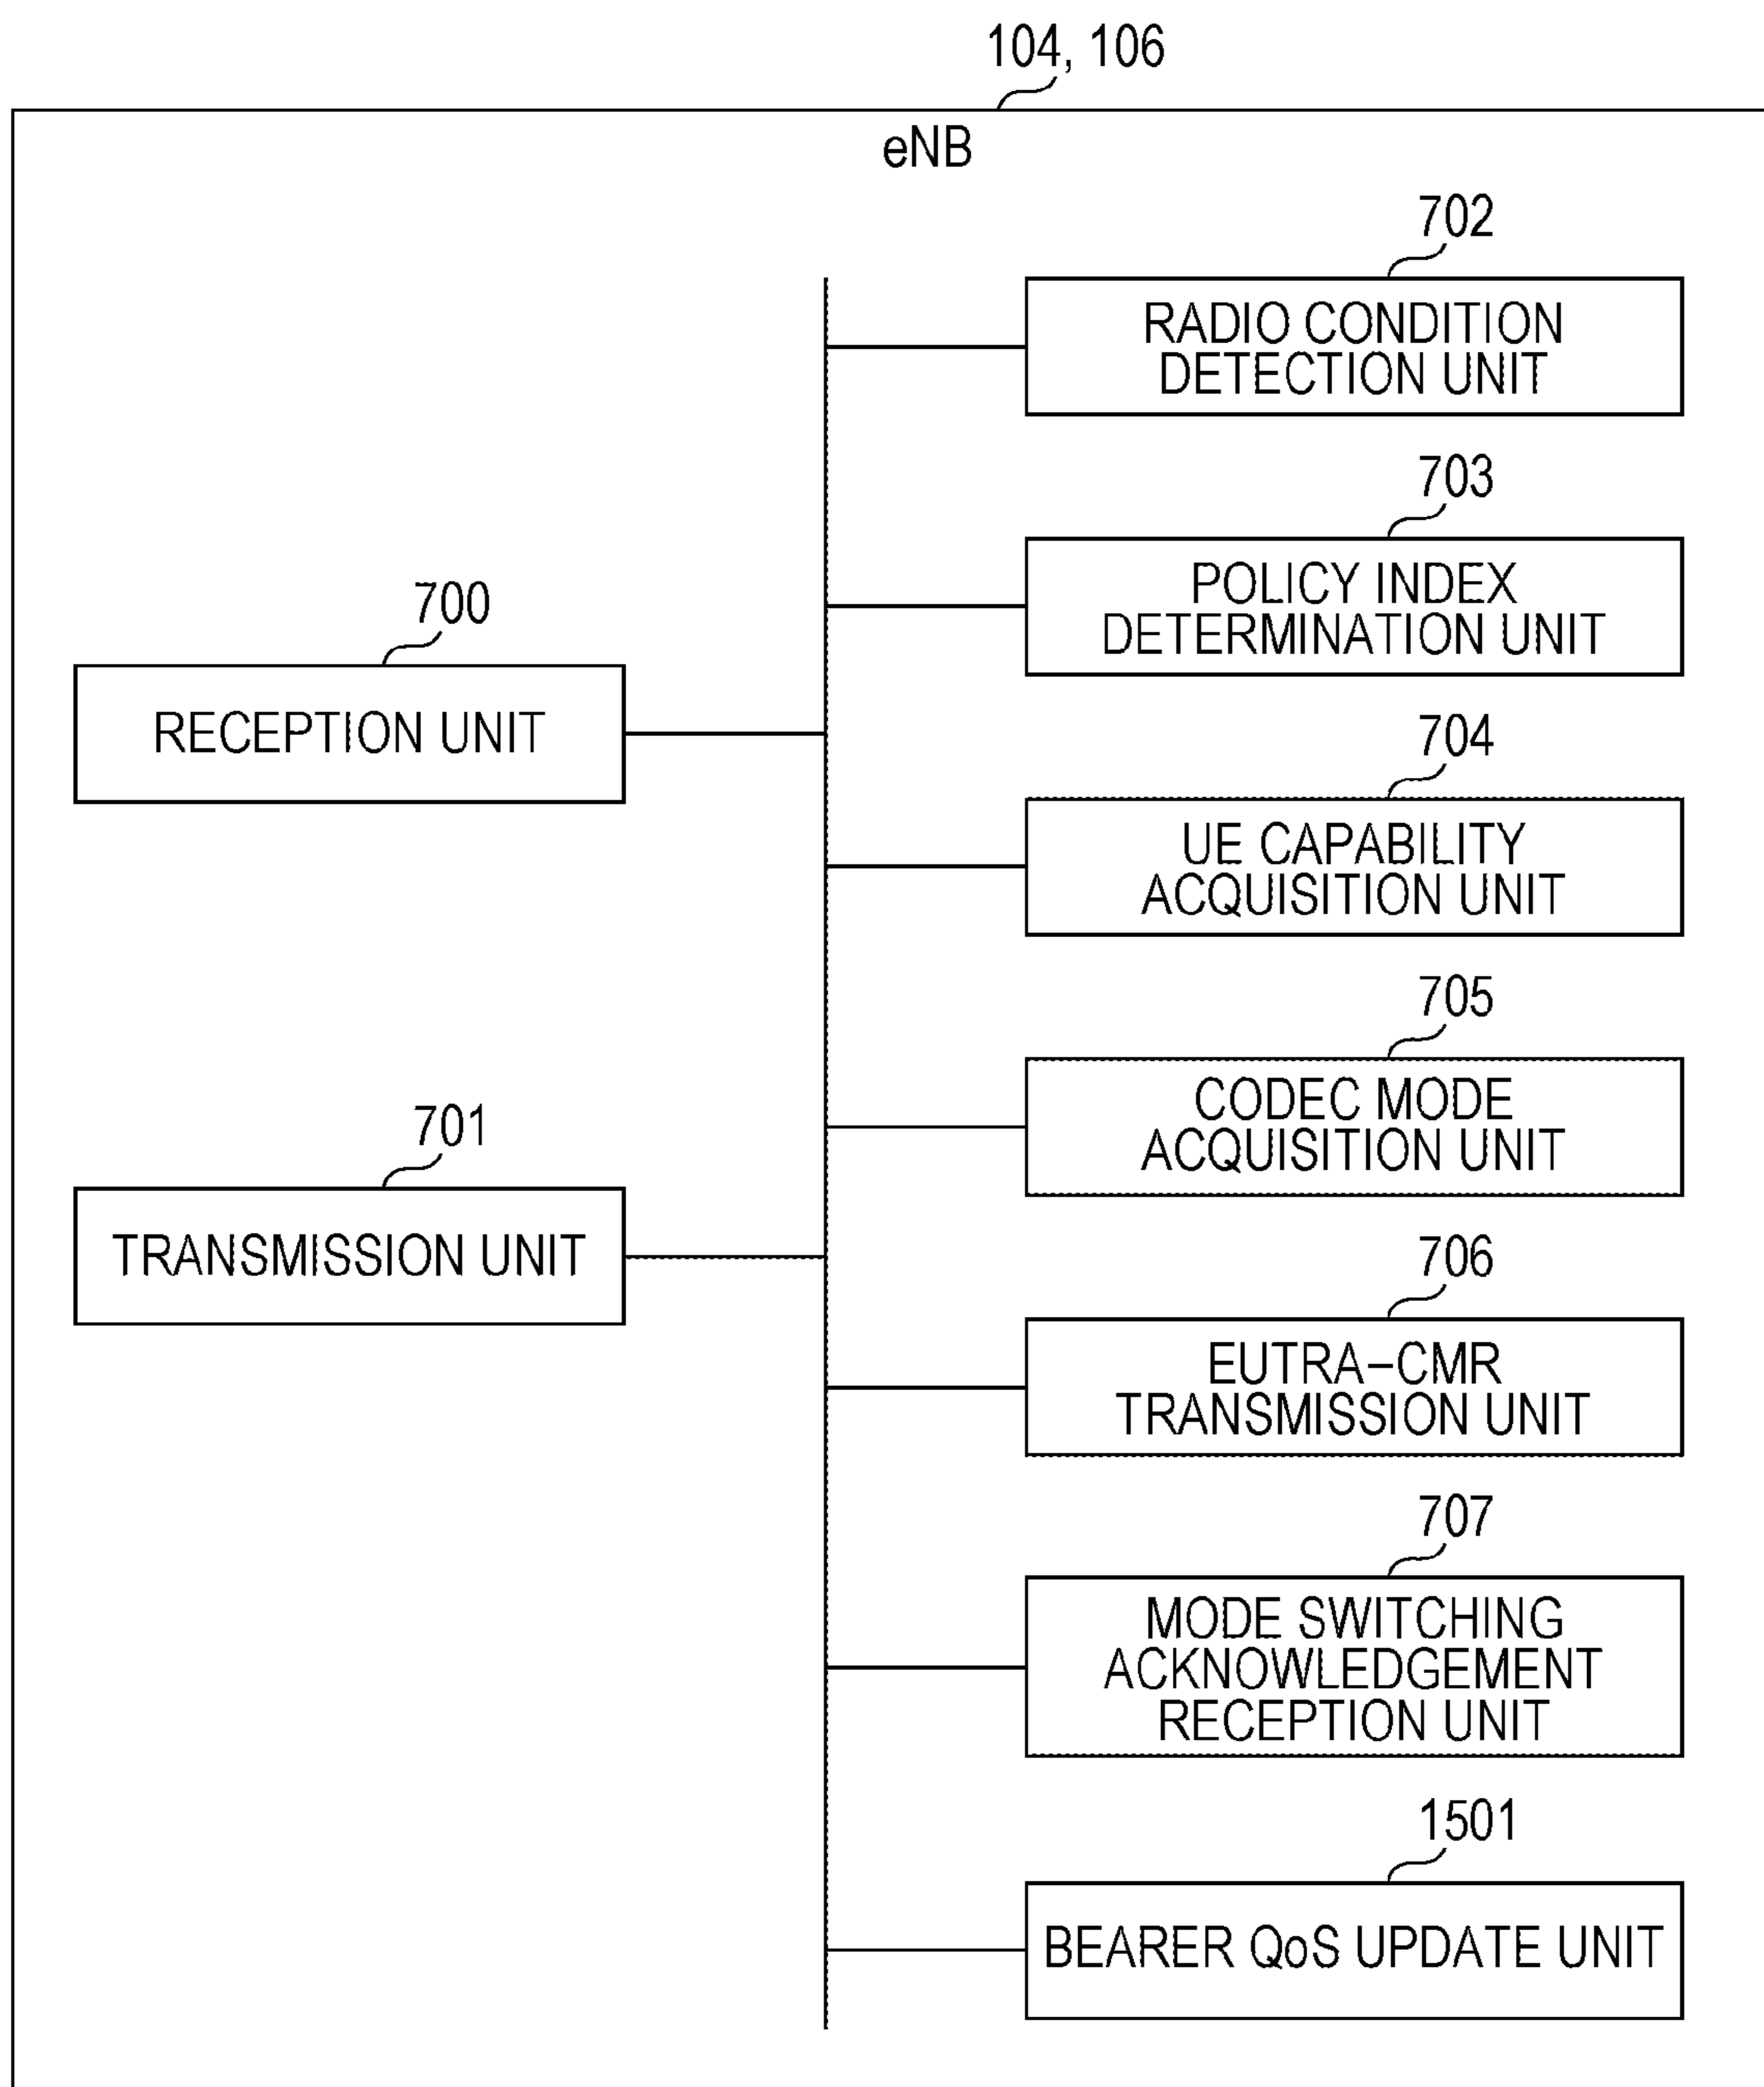 104, 106
eNB
702
RADIO CONDITION
DETECTION UNIT
703
POLICY INDEX
DETERMINATION UNIT
700
RECEPTION UNIT
704
UE CAPABILITY
ACQUISITION UNIT
705
CODEC MODE
ACQUISITION UNIT
701
TRANSMISSION UNIT
706
EUTRA–CMR
TRANSMISSION UNIT
707
MODE SWITCHING
ACKNOWLEDGEMENT
RECEPTION UNIT
1501
BEARER QoS UPDATE UNIT